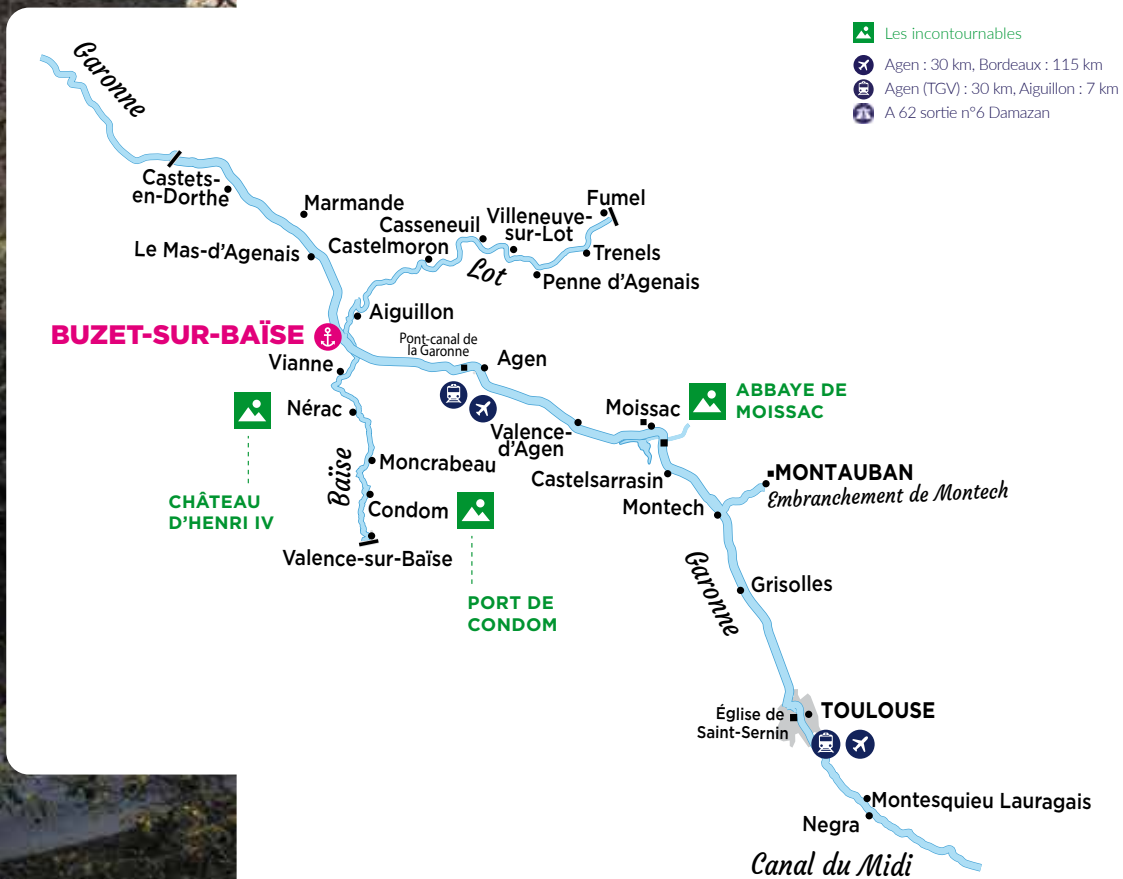 Les incontournables
Agen : 30 km, Bordeaux : 115 km
Agen (TGV) : 30 km, Aiguillon : 7 km
A 62 sortie n°6 Damazan
Garonne
Castets-
en-Dorthe
Marmande
Le Mas-d'Agenais
Fumel
Villeneuve-
sur-Lot
Casseneuil
Castelmoron
Trenels
Lot
Penne d'Agenais
Aiguillon
BUZET-SUR-BAÏSE
Pont-canal de
la Garonne
Agen
Vianne
Nérac
Moissac
ABBAYE DE
MOISSAC
Valence-
d'Agen
Baïse
Moncrabeau
Castelsarrasin
MONTAUBAN
Embranchement de Montech
CHÂTEAU
D'HENRI IV
Condom
Montech
Valence-sur-Baïse
Garonne
Grisolles
PORT DE
CONDOM
Église de
Saint-Sernin
TOULOUSE
Montesquieu Lauragais
Negra
Canal du Midi